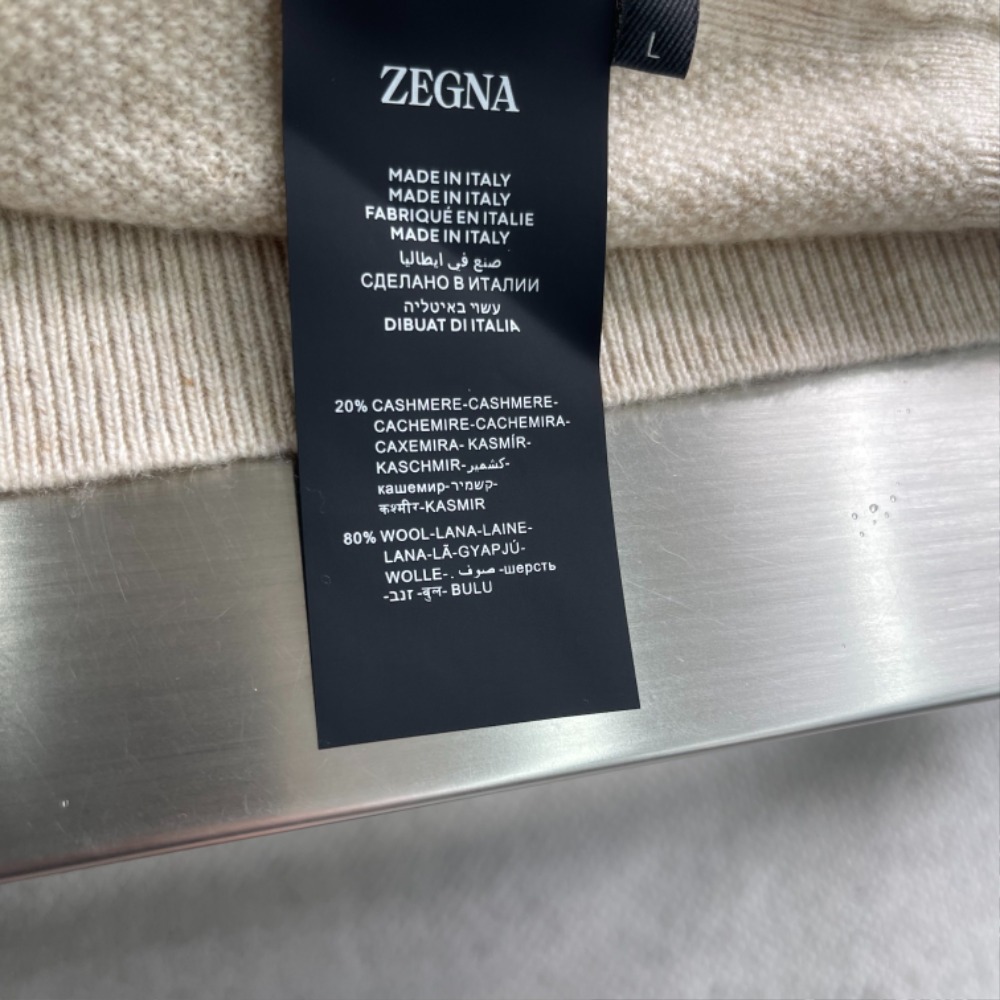 L
ZEGNA
MADE IN ITALY
MADE IN ITALY
FABRIQUÉ EN ITALIE
MADE IN ITALY
صنع في ايطاليا
СДЕЛАНО В ИТАЛИИ
עשוי באיטליה
DIBUAT DI ITALIA
20% CASHMERE-CASHMERE-
CACHEMIRE-CACHEMIRA-
CAXEMIRA- KASMÍR-
KASCHMIR-كشمير-
кашемир-קשמיר-
कश्मीर-KASMIR
80% WOOL-LANA-LAINE-
LANA-LÃ-GYAPJÚ-
WOLLE-. صوف -шерсть
-זנב -बुल- BULU